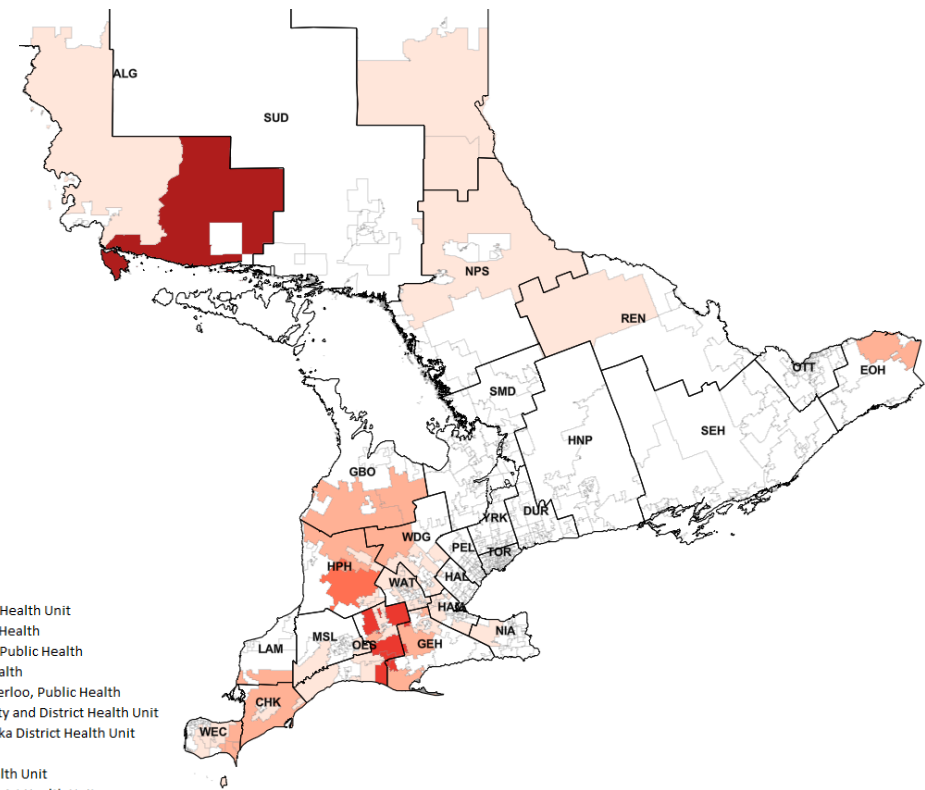 ALG
SUD
NPS
REN
OTT
EOH
SMD
HNP
SEH
GBO
YRK
DUR
WDG
PEL
TOR
HPH
WAT
HAL
HAM
MSL
OES
GEH
NIA
LAM
CHK
WEC
Health Unit
Health
Public Health
ealth
erloo, Public Health
ty and District Health Unit
ka District Health Unit
lth Unit